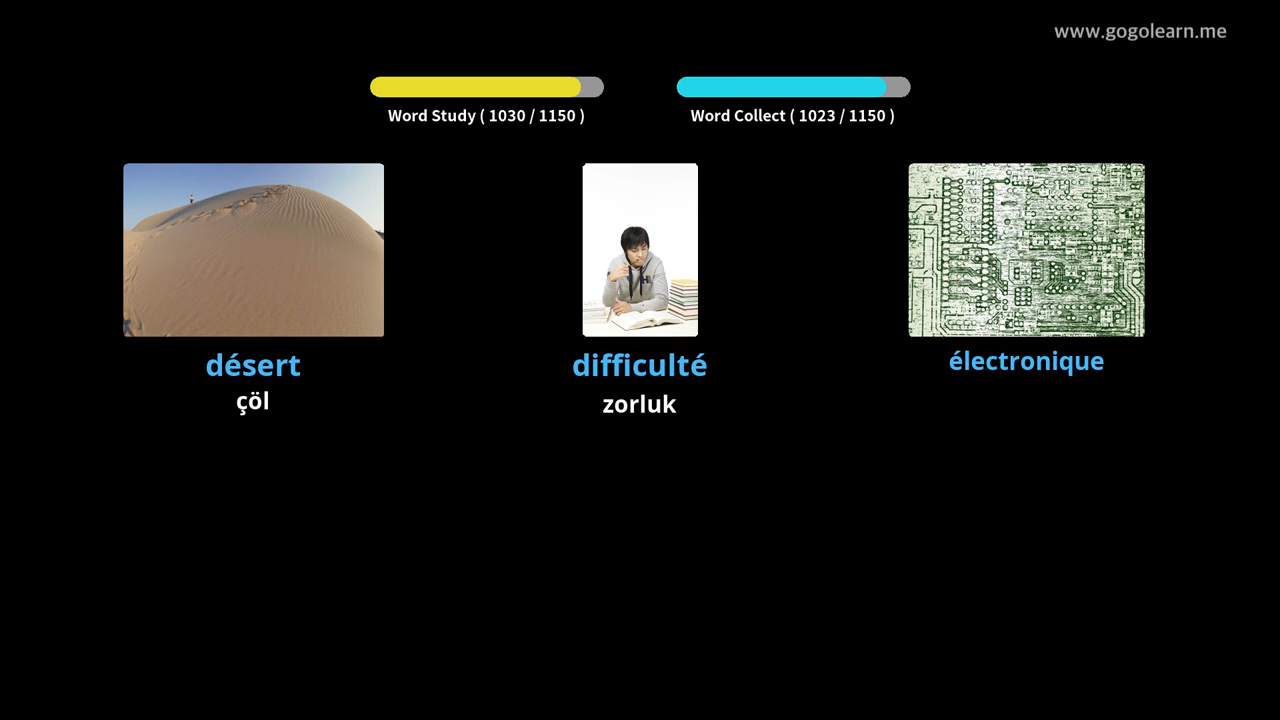 www.gogolearn.me
Word Study ( 1030 / 1150 )
Word Collect ( 1023 / 1150 )
désert
çöl
difficulté
zorluk
électronique